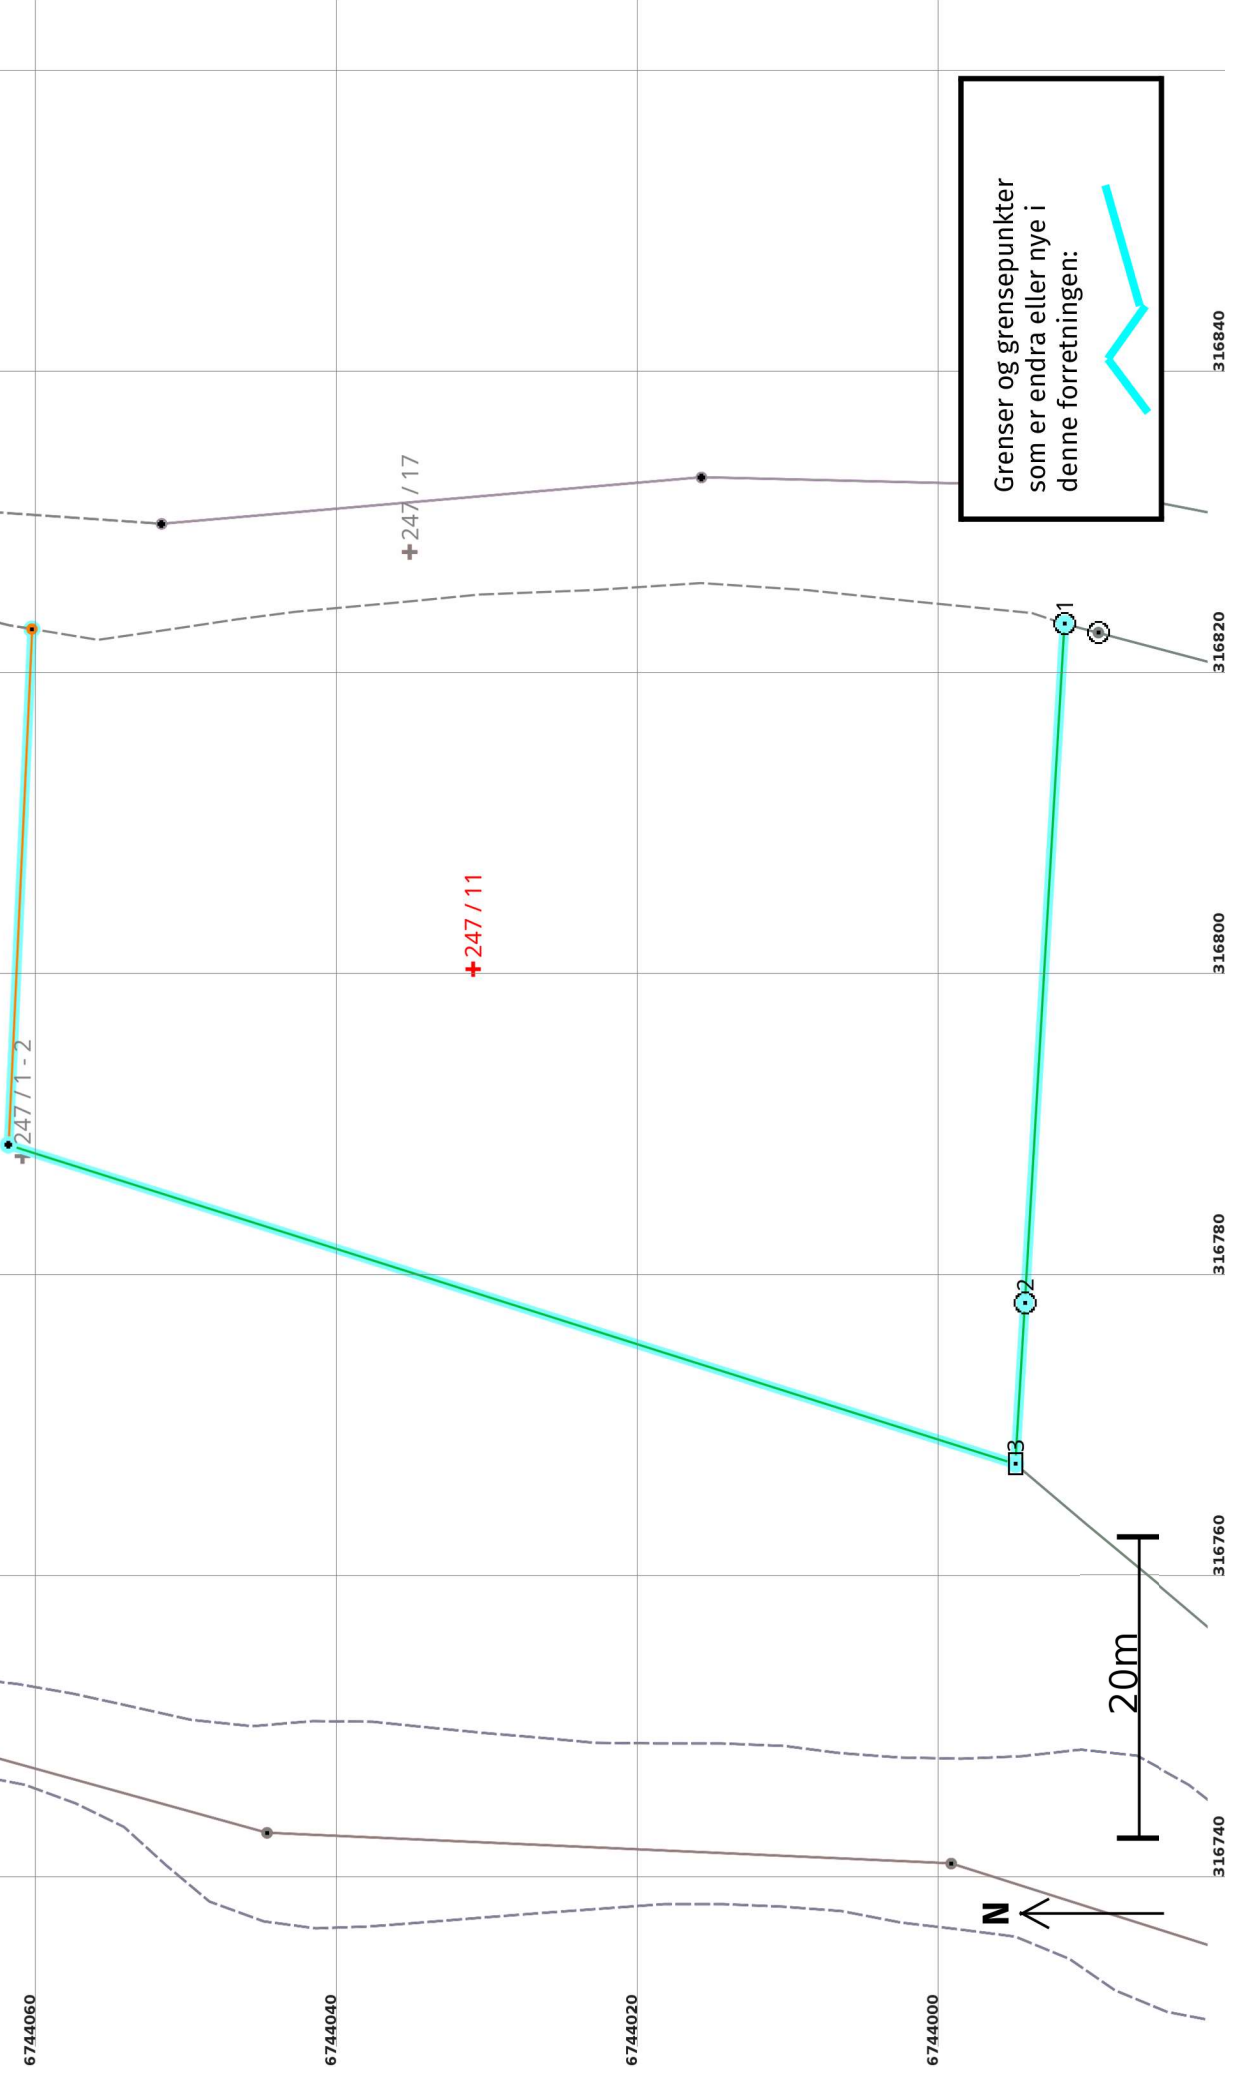 Grenser og grensepunkter
som er endra eller nye i
denne forretningen:
247 / 17
247 / 11
247 / 1 - 2
1
2
3
20m
N
316840
316820
316800
316780
316760
316740
6744060
6744040
6744020
6744000